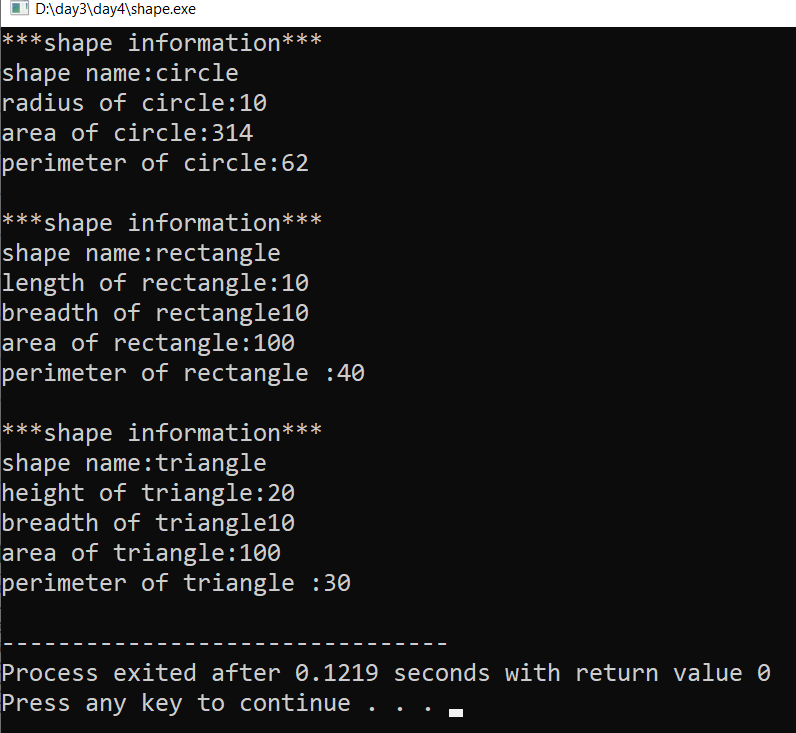 D:\day3\day4\shape.exe
***shape information***
shape name:circle
radius of circle:10
area of circle:314
perimeter of circle:62
***shape information***
shape name:rectangle
length of rectangle:10
breadth of rectangle10
area of rectangle:100
perimeter of rectangle :40
***shape information***
shape name:triangle
height of triangle:20
breadth of triangle10
area of triangle:100
perimeter of triangle :30
--------------------------------
Process exited after 0.1219 seconds with return value 0
Press any key to continue . . .